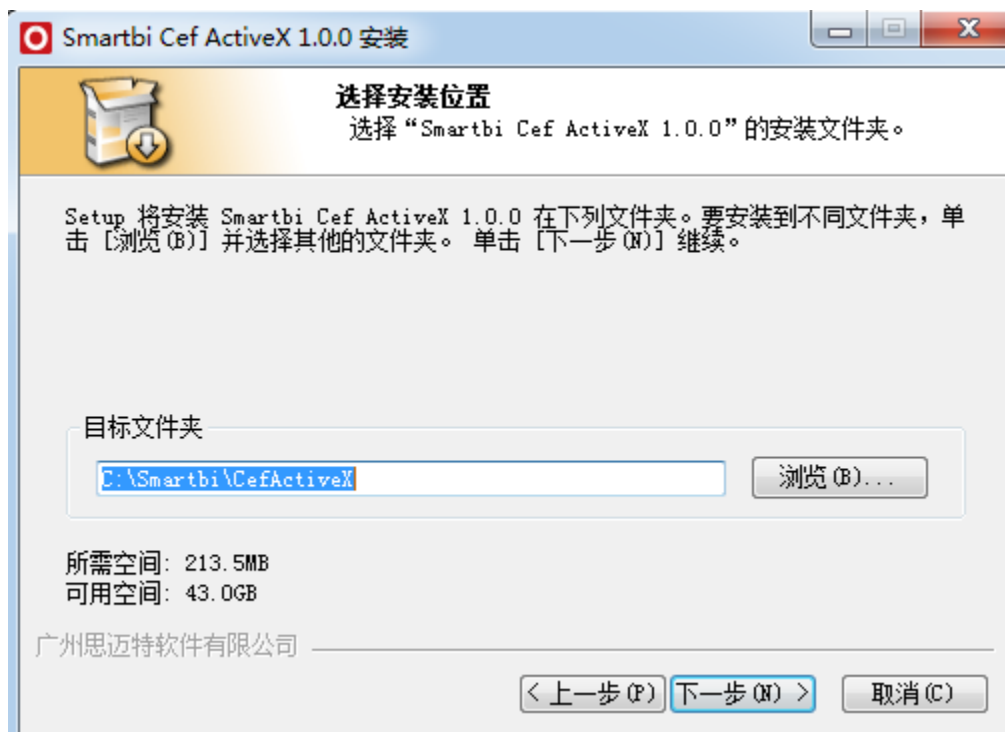 Smartbi Cef ActiveX 1.0.0 安装
选择安装位置
选择“Smartbi Cef ActiveX 1.0.0”的安装文件夹。
Setup 将安装 Smartbi Cef ActiveX 1.0.0 在下列文件夹。要安装到不同文件夹，单
击 [浏览(B)] 并选择其他的文件夹。 单击 [下一步(N)] 继续。
目标文件夹
C:\Smartbi\CefActiveX
浏览(B)...
所需空间: 213.5MB
可用空间: 43.0GB
广州思迈特软件有限公司
< 上一步(P) 下一步(N) > 取消(C)